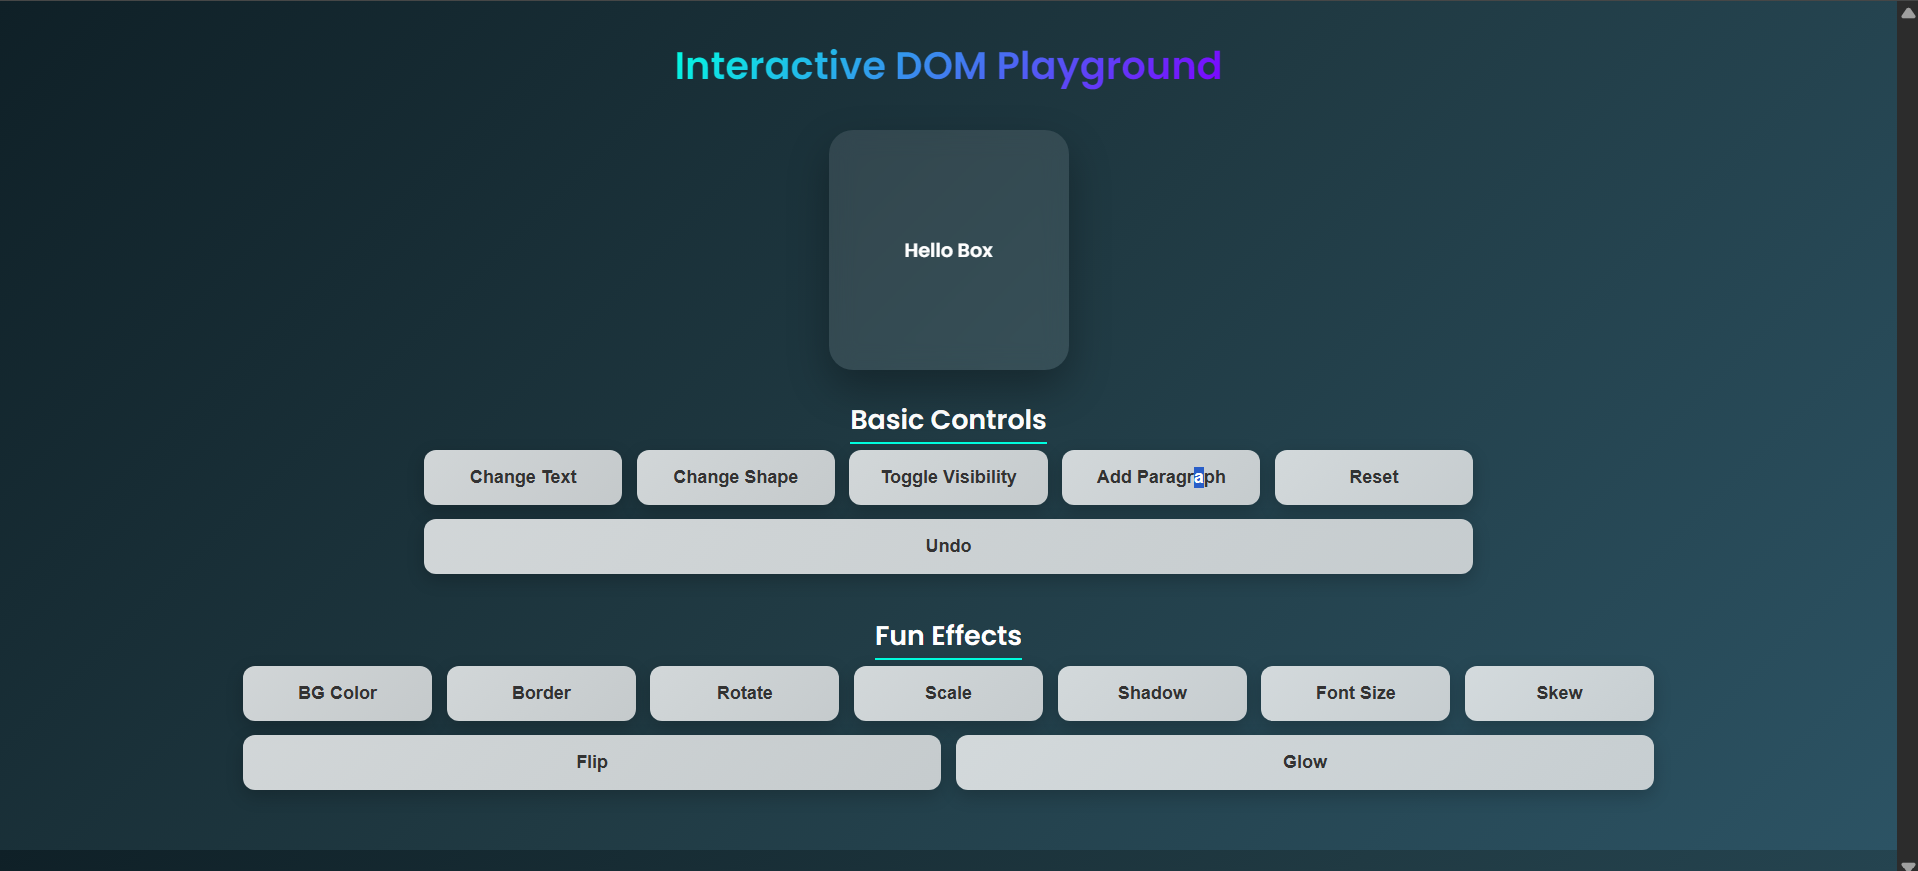 Interactive DOM Playground
Hello Box
Basic Controls
Change Text Change Shape Toggle Visibility Add Paragraph Reset
Undo
Fun Effects
BG Color Border Rotate Scale Shadow Font Size Skew
Flip Glow